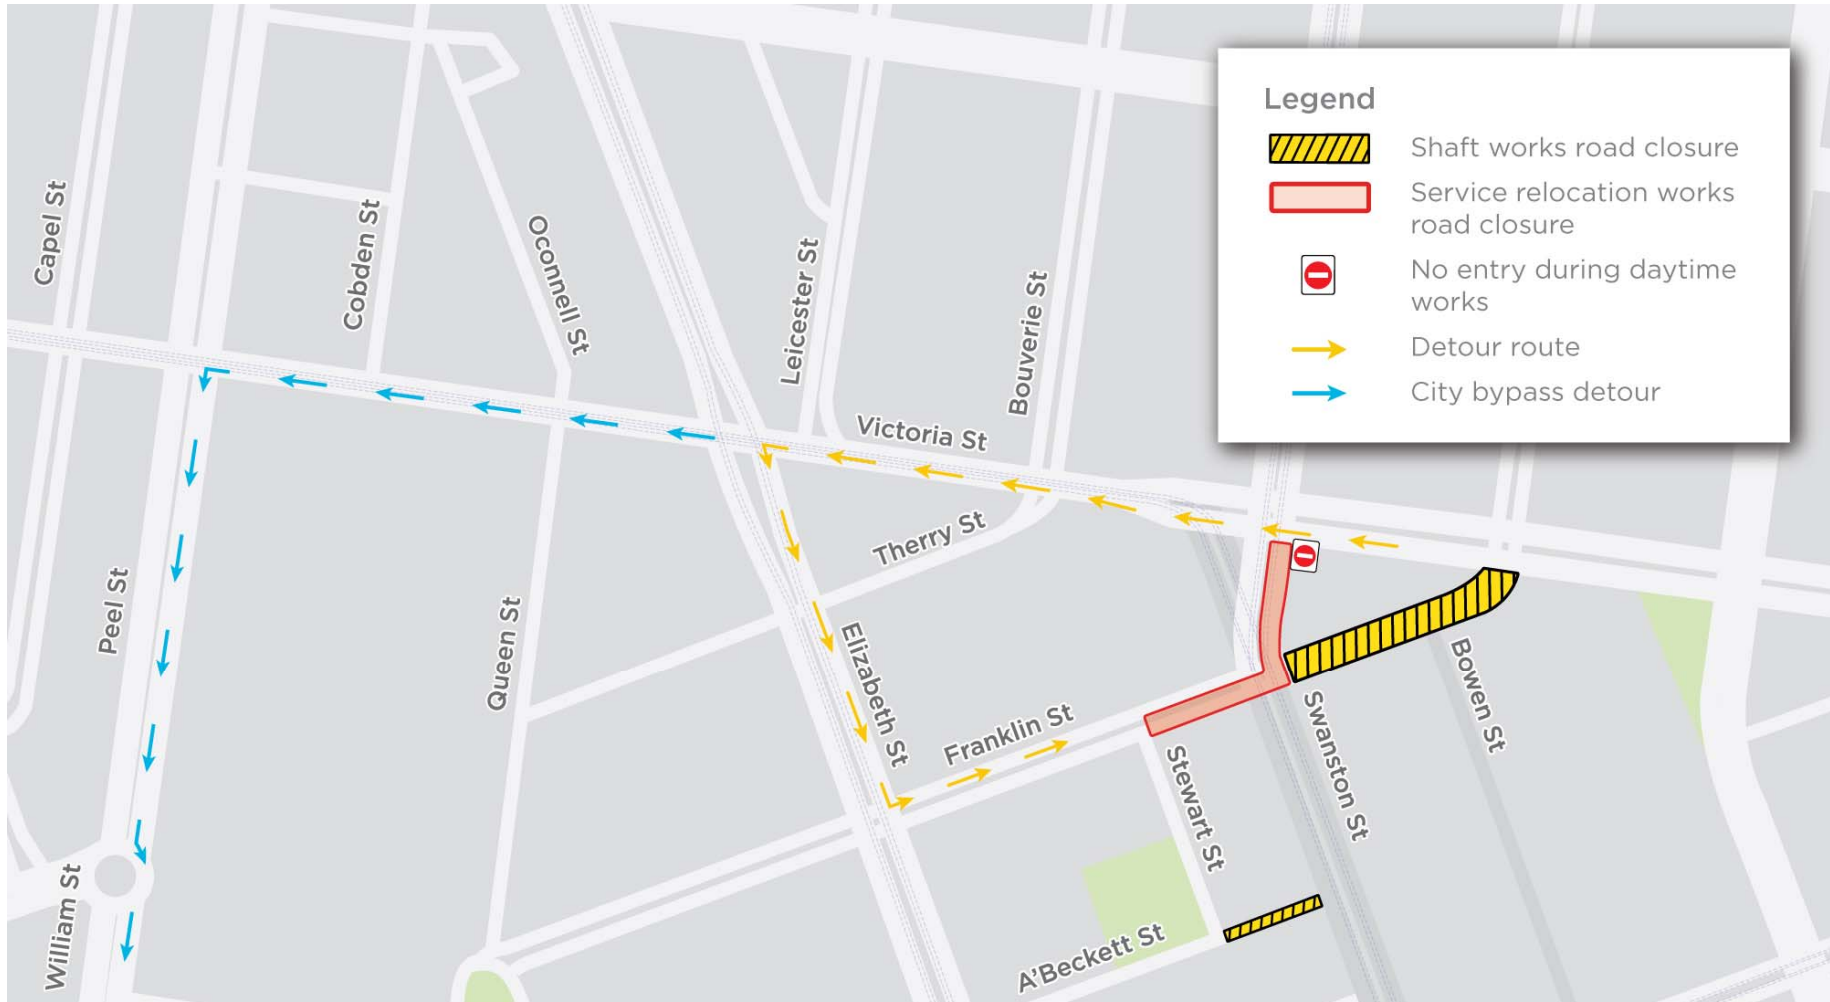 Legend
Shaft works road closure
Service relocation works
road closure
No entry during daytime
works
Detour route
City bypass detour
Capel St
Cobden St
Oconnell St
Leicester St
Bouverie St
Victoria St
Therry St
Peel St
Queen St
Elizabeth St
Franklin St
Stewart St
Swanston St
Bowen St
William St
A'Beckett St